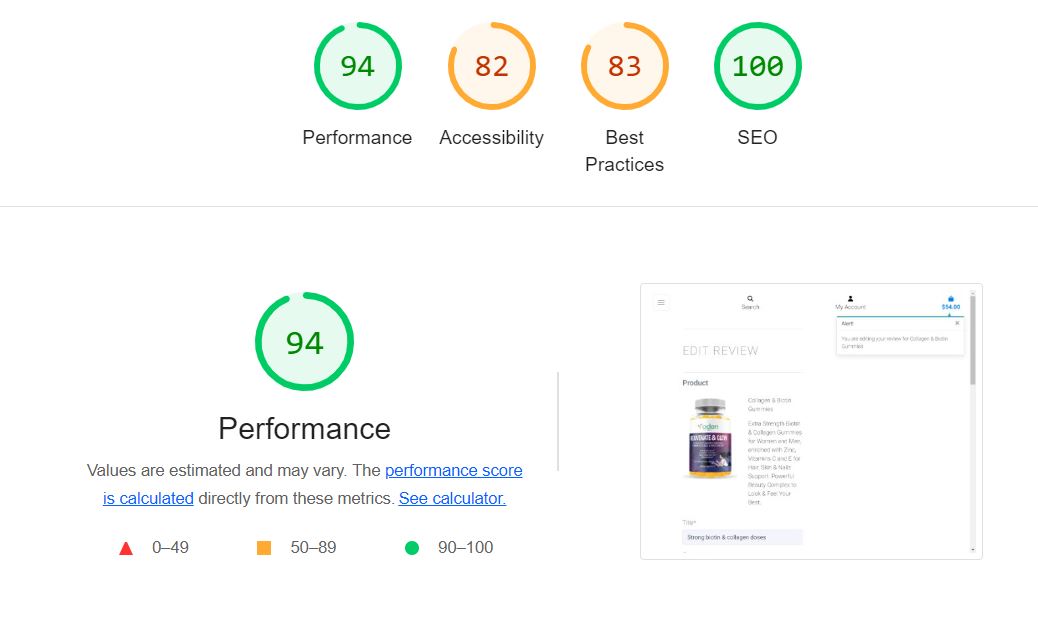 94
82
83
100
Performance
Accessibility
Best
Practices
SEO
94
Performance
Values are estimated and may vary. The performance score
is calculated directly from these metrics. See calculator.
0–49
50–89
90–100
Search
My Account
$54.00
Alert!
You are editing your review for Collagen & Biotin
Gummies
EDIT REVIEW
Product
Collagen & Biotin
Gummies
Extra Strength Biotin
& Collagen Gummies
for Women and Men,
enriched with Zinc,
Vitamins C and E for
Hair, Skin & Nails
Support. Powerful
Beauty Complex to
Look & Feel Your
Best.
REJUVENATE & GLOW
Title*
Strong biotin & collagen doses